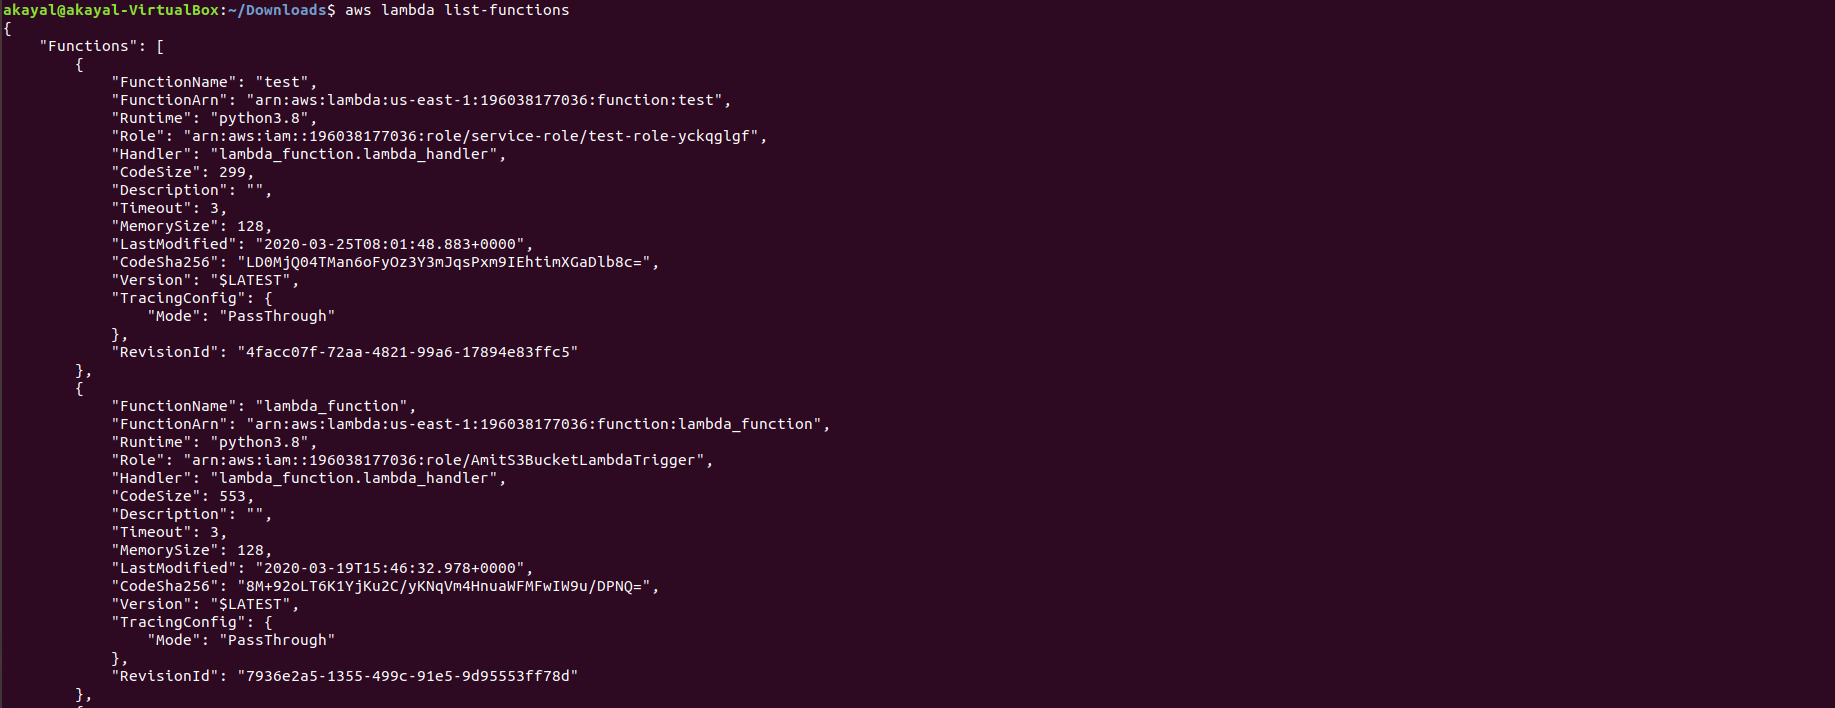 akayal@akayal-VirtualBox:~/Downloads$ aws lambda list-functions
{
    "Functions": [
        {
            "FunctionName": "test",
            "FunctionArn": "arn:aws:lambda:us-east-1:196038177036:function:test",
            "Runtime": "python3.8",
            "Role": "arn:aws:iam::196038177036:role/service-role/test-role-yckqglgf",
            "Handler": "lambda_function.lambda_handler",
            "CodeSize": 299,
            "Description": "",
            "Timeout": 3,
            "MemorySize": 128,
            "LastModified": "2020-03-25T08:01:48.883+0000",
            "CodeSha256": "LD0MjQ04TMan6oFyOz3Y3mJqsPxm9IEhtimXGaDlb8c=",
            "Version": "$LATEST",
            "TracingConfig": {
                "Mode": "PassThrough"
            },
            "RevisionId": "4facc07f-72aa-4821-99a6-17894e83ffc5"
        },
        {
            "FunctionName": "lambda_function",
            "FunctionArn": "arn:aws:lambda:us-east-1:196038177036:function:lambda_function",
            "Runtime": "python3.8",
            "Role": "arn:aws:iam::196038177036:role/AmitS3BucketLambdaTrigger",
            "Handler": "lambda_function.lambda_handler",
            "CodeSize": 553,
            "Description": "",
            "Timeout": 3,
            "MemorySize": 128,
            "LastModified": "2020-03-19T15:46:32.978+0000",
            "CodeSha256": "8M+92oLT6K1YjKu2C/yKNqVm4HnuaWFMFwIW9u/DPNQ=",
            "Version": "$LATEST",
            "TracingConfig": {
                "Mode": "PassThrough"
            },
            "RevisionId": "7936e2a5-1355-499c-91e5-9d95553ff78d"
        },